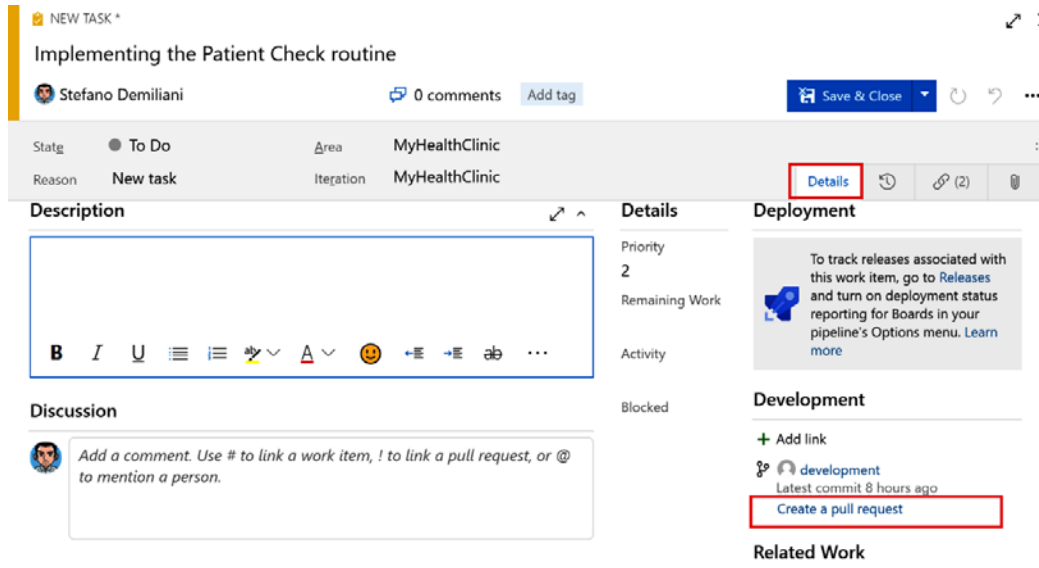 NEW TASK *
Implementing the Patient Check routine
Stefano Demiliani
0 comments
Add tag
Save & Close
State
To Do
Area
MyHealthClinic
Reason
New task
Iteration
MyHealthClinic
Details
(2)
Description
Details
Deployment
Priority
2
Remaining Work
Activity
Blocked
To track releases associated with
this work item, go to Releases
and turn on deployment status
reporting for Boards in your
pipeline's Options menu. Learn
more
B I U A ab ...
Discussion
Add a comment. Use # to link a work item, ! to link a pull request, or @
to mention a person.
Development
+ Add link
development
Latest commit 8 hours ago
Create a pull request
Related Work